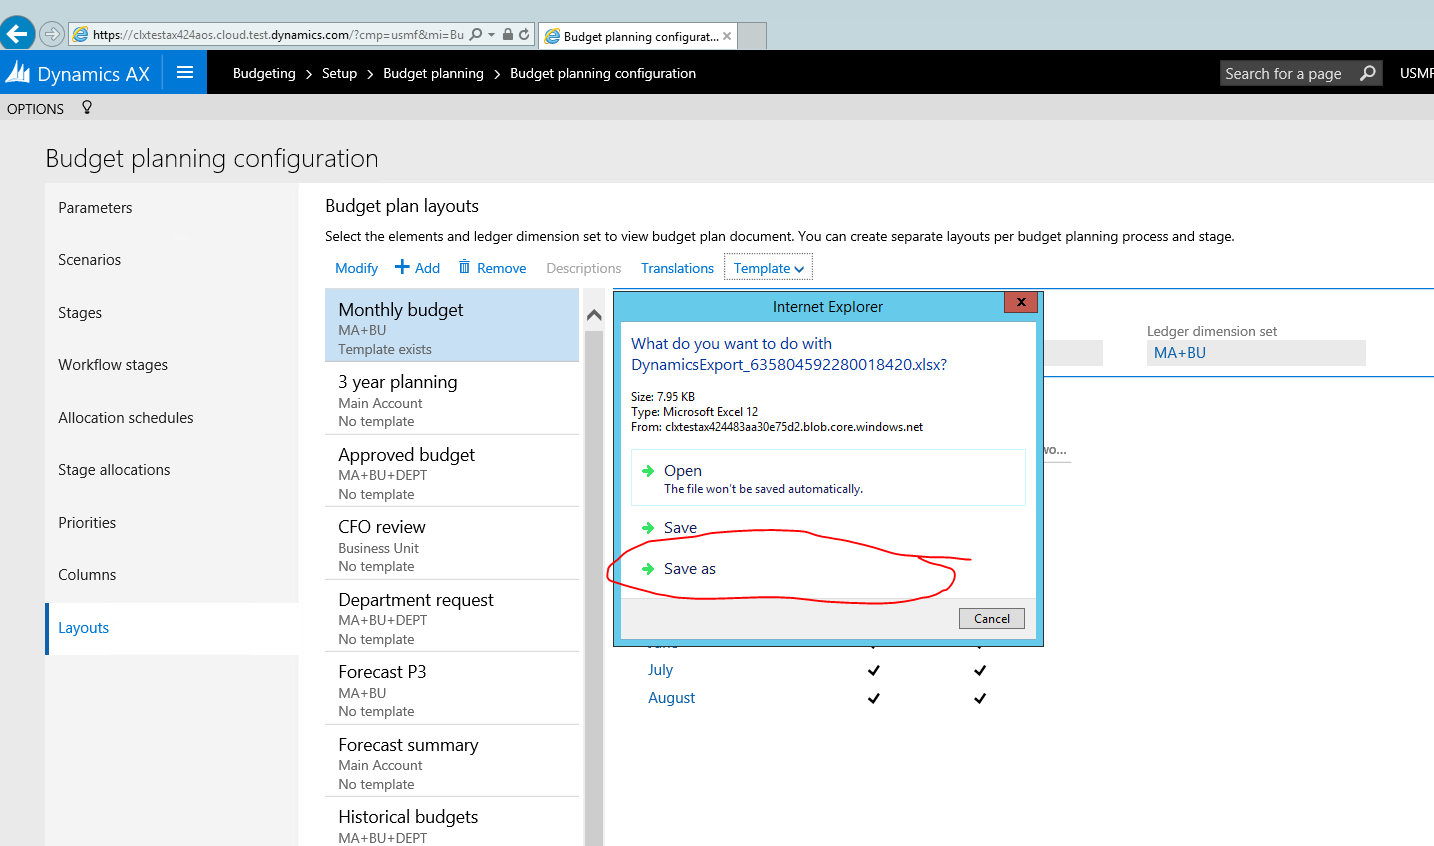 https://clxtestax424aos.cloud.test.dynamics.com/?cmp=usmf&mi=Bu
Budget planning configurat...
Dynamics AX
Budgeting > Setup > Budget planning > Budget planning configuration
Search for a page
USMF
OPTIONS
Budget planning configuration
Parameters
Scenarios
Stages
Workflow stages
Allocation schedules
Stage allocations
Priorities
Columns
Layouts
Budget plan layouts
Select the elements and ledger dimension set to view budget plan document. You can create separate layouts per budget planning process and stage.
Modify Add Remove Descriptions Translations Template
Monthly budget
MA+BU
Template exists
3 year planning
Main Account
No template
Approved budget
MA+BU+DEPT
No template
CFO review
Business Unit
No template
Department request
MA+BU+DEPT
No template
Forecast P3
MA+BU
No template
Forecast summary
Main Account
No template
Historical budgets
MA+BU+DEPT
Internet Explorer
x
What do you want to do with
DynamicsExport_635804592280018420.xlsx?
Size: 7.95 KB
Type: Microsoft Excel 12
From: clxtestax424483aa30e75d2.blob.core.windows.net
Open
The file won't be saved automatically.
Save
Save as
Cancel
Ledger dimension set
MA+BU
June
July
August